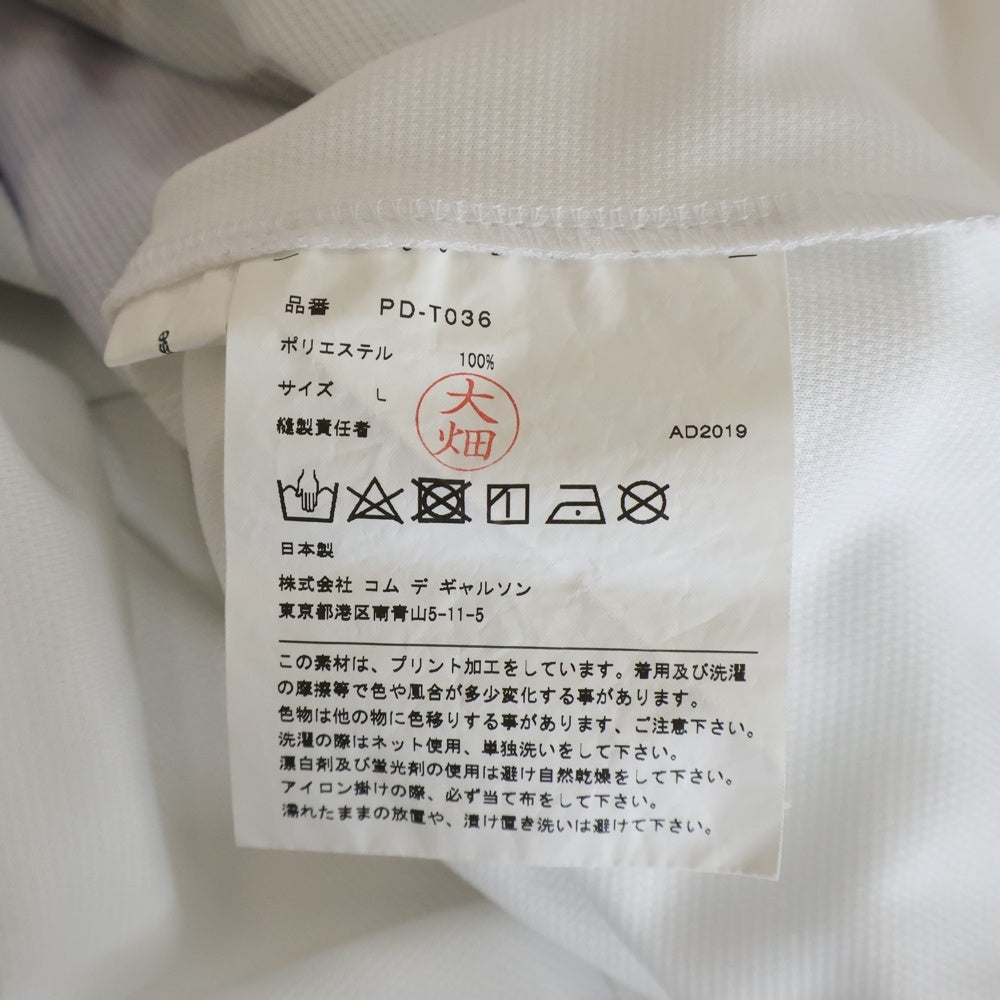 品番 PD-T036
ポリエステル 100%
サイズ L
縫製責任者 大畑 AD2019
日本製
株式会社 コム デ ギャルソン
東京都港区南青山5-11-5
この素材は、プリント加工をしています。着用及び洗濯
の摩擦等で色や風合が多少変化する事があります。
色物は他の物に色移りする事があります、ご注意下さい。
洗濯の際はネット使用、単独洗いをして下さい。
漂白剤及び蛍光剤の使用は避け自然乾燥をして下さい。
アイロン掛けの際、必ず当て布をして下さい。
濡れたままの放置や、漬け置き洗いは避けて下さい。